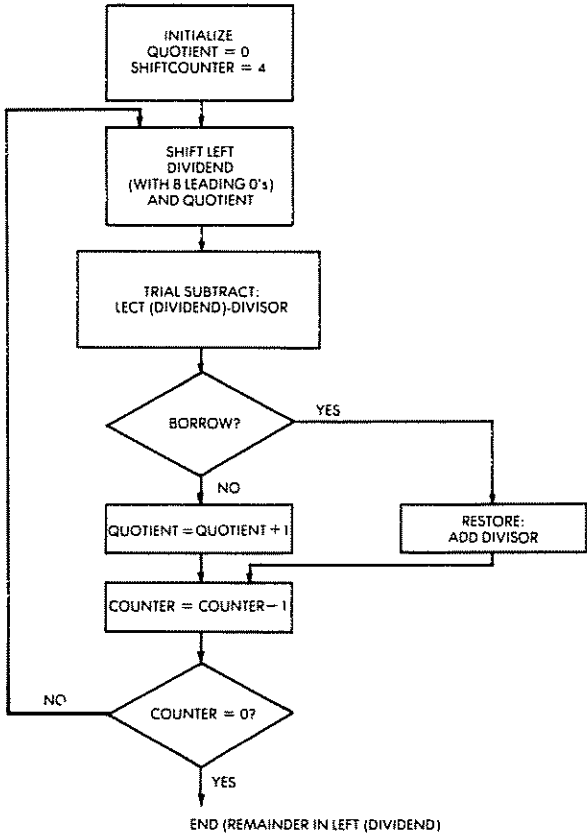 INITIALIZE
QUOTIENT = 0
SHIFTCOUNTER = 4
SHIFT LEFT
DIVIDEND
(WITH 8 LEADING 0's)
AND QUOTIENT
TRIAL SUBTRACT:
LECT (DIVIDEND)-DIVISOR
BORROW?
YES
NO
QUOTIENT = QUOTIENT + 1
RESTORE:
ADD DIVISOR
COUNTER = COUNTER - 1
NO
COUNTER = 0?
YES
END (REMAINDER IN LEFT (DIVIDEND)